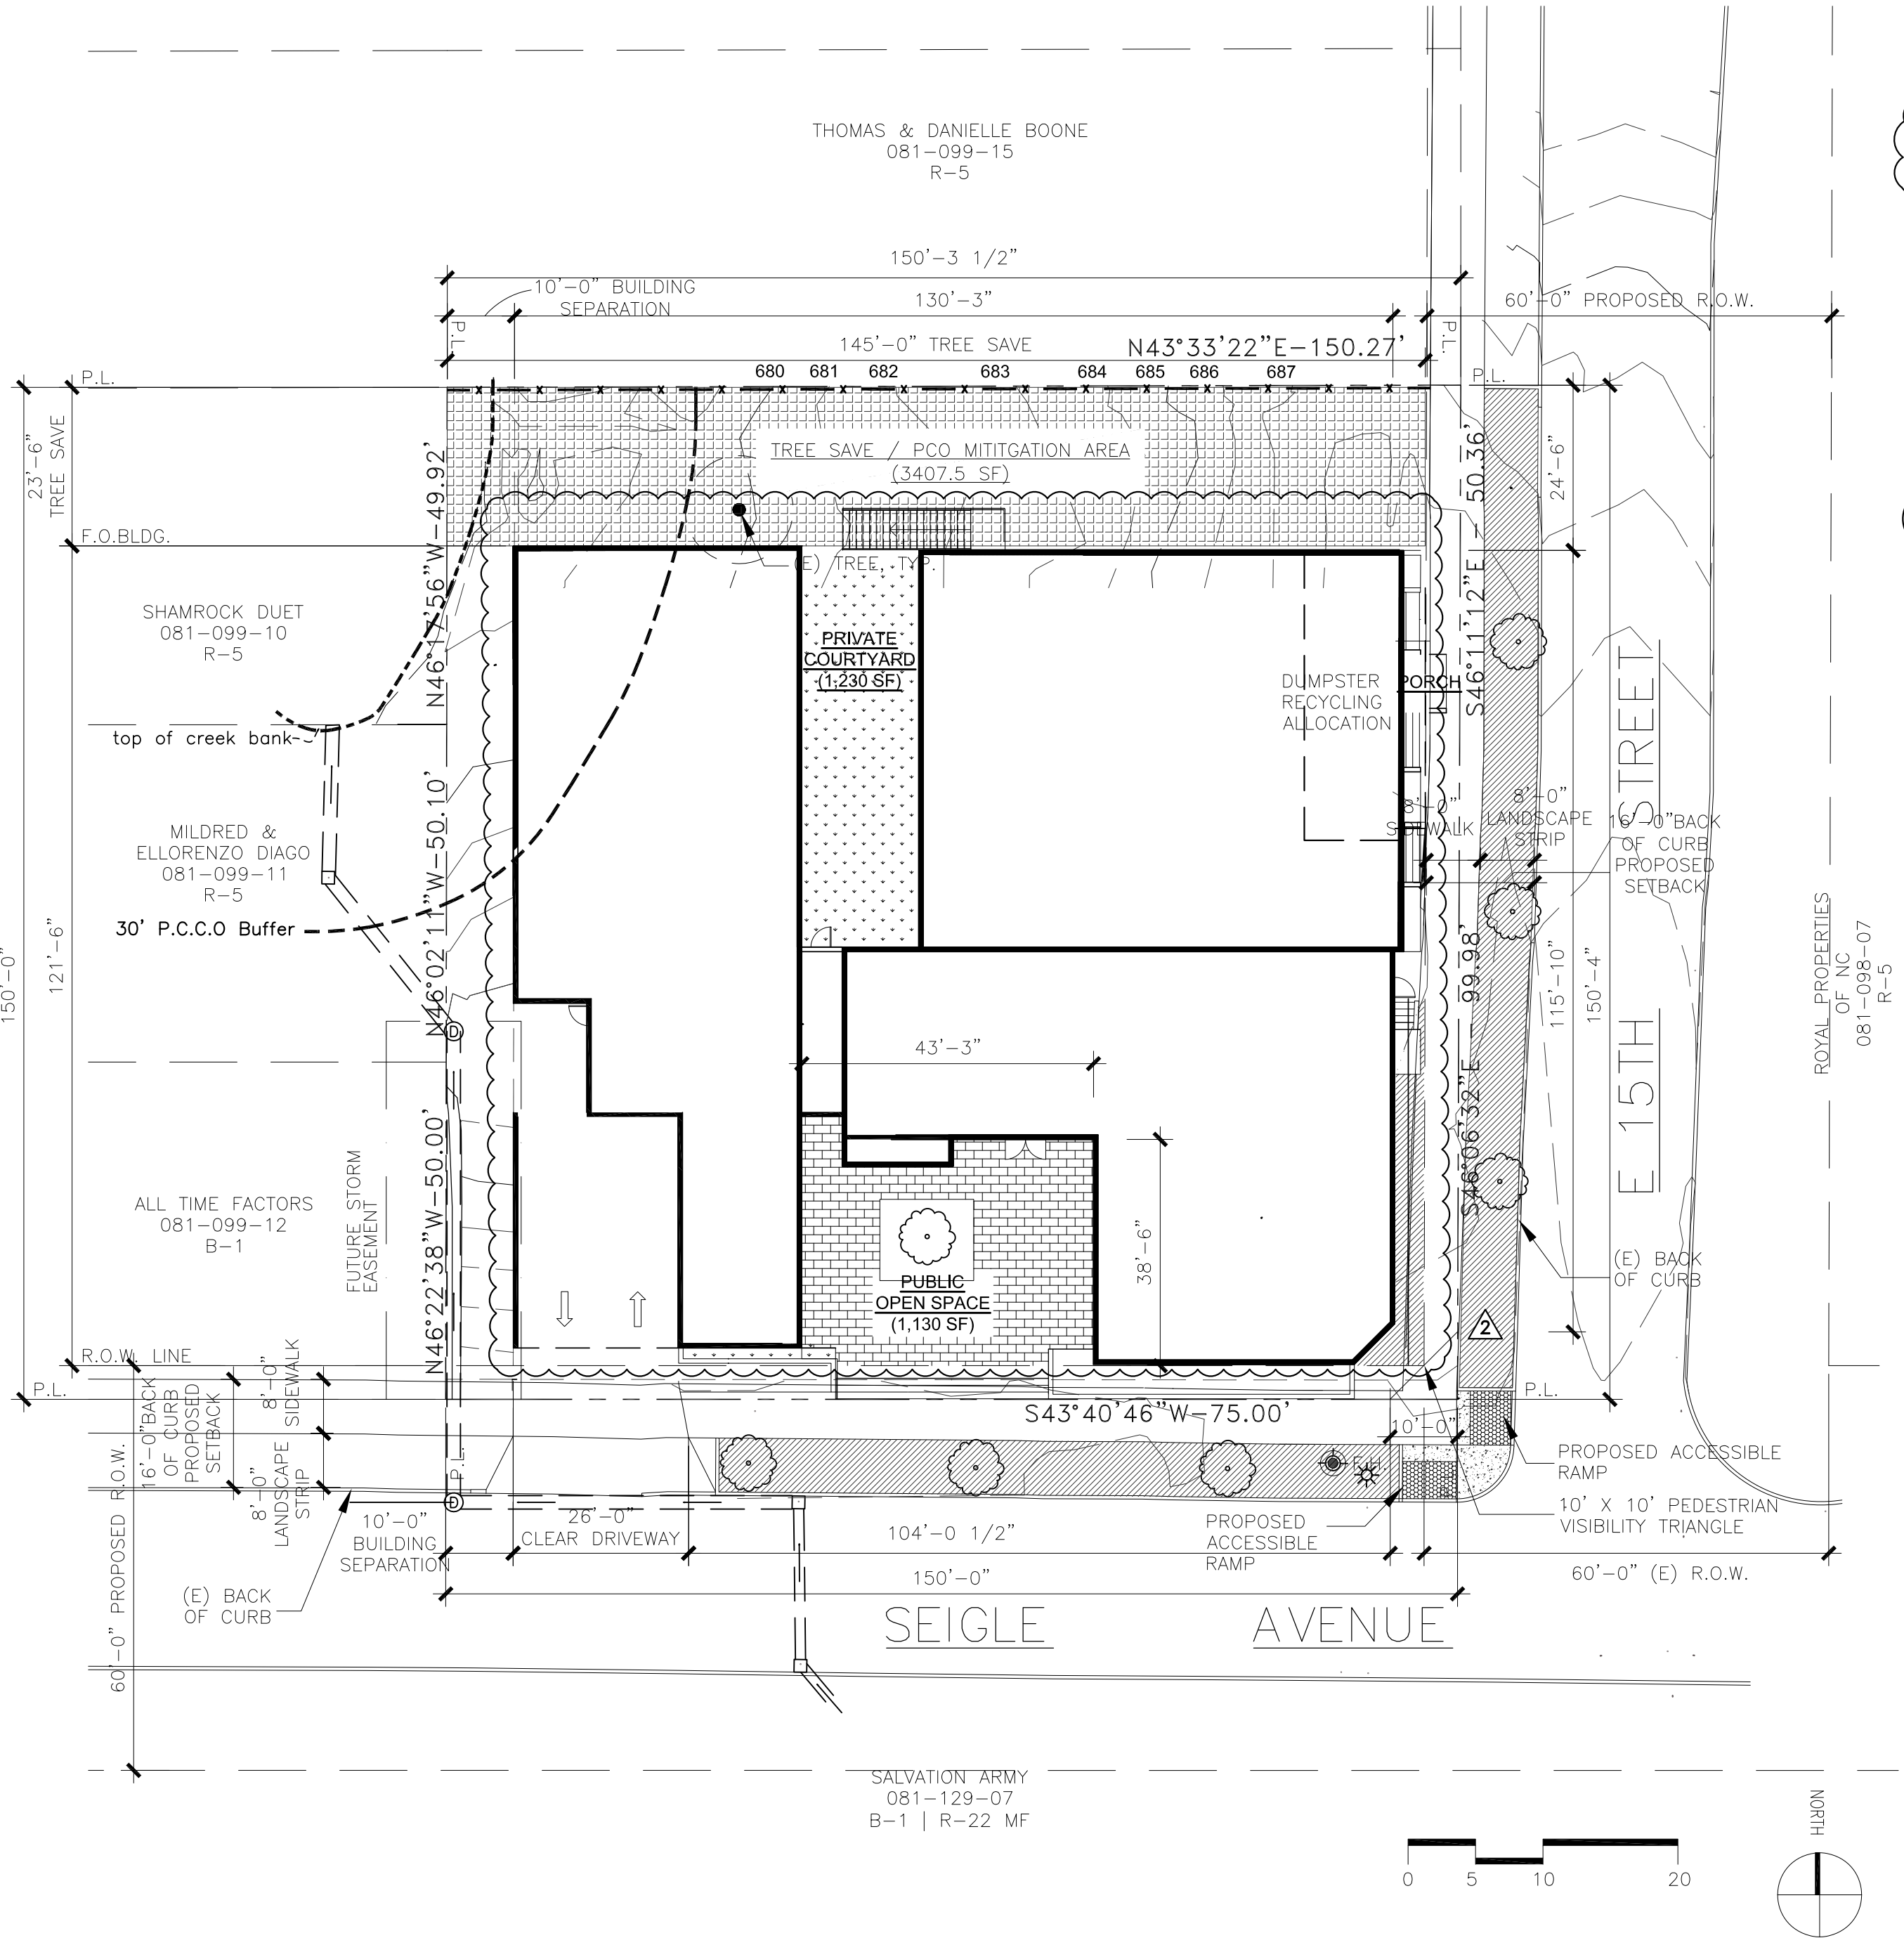 THOMAS & DANIELLE BOONE
081-099-15
R-5
150'-3 1/2"
10'-0" BUILDING
SEPARATION
130'-3"
60'-0" PROPOSED R.O.W.
P.L.
P.L.
145'-0" TREE SAVE
N43°33'22"E-150.27'
680 681 682 683 684 685 686 687
P.L.
P.L.
23'-6"
TREE SAVE
TREE SAVE / PCO MITITGATION AREA
(3407.5 SF)
24'-6"
F.O.BLDG.
(E) TREE, TYP.
N46°17'56"W-49.92'
S46°11'12"E - 50.36'
SHAMROCK DUET
081-099-10
R-5
PRIVATE
COURTYARD
(1,230 SF)
DUMPSTER
RECYCLING
ALLOCATION
PORCH
top of creek bank
N46°02'11"W-50.10'
8'-0"
SIDEWALK
8'-0"
LANDSCAPE
STRIP
16'-0"BACK
OF CURB
PROPOSED
SETBACK
MILDRED &
ELLORENZO DIAGO
081-099-11
R-5
30' P.C.C.O Buffer
150'-0"
121'-6"
115'-10"
150'-4"
E 15TH STREET
ROYAL PROPERTIES
OF NC
081-098-07
R-5
D
43'-3"
S46°06'32"E - 99.98'
ALL TIME FACTORS
081-099-12
B-1
FUTURE STORM
EASEMENT
N46°22'38"W-50.00'
38'-6"
PUBLIC
OPEN SPACE
(1,130 SF)
(E) BACK
OF CURB
2
R.O.W. LINE
P.L.
P.L.
16'-0"BACK
OF CURB
PROPOSED
SETBACK
8'-0"
SIDEWALK
8'-0"
LANDSCAPE
STRIP
S43°40'46"W-75.00'
10'-0"
P.L.
F.H.
PROPOSED ACCESSIBLE
RAMP
10' X 10' PEDESTRIAN
VISIBILITY TRIANGLE
D
10'-0"
BUILDING
SEPARATION
26'-0"
CLEAR DRIVEWAY
104'-0 1/2"
PROPOSED
ACCESSIBLE
RAMP
60'-0" (E) R.O.W.
150'-0"
(E) BACK
OF CURB
60'-0" PROPOSED R.O.W.
SEIGLE AVENUE
SALVATION ARMY
081-129-07
B-1 | R-22 MF
NORTH
0 5 10 20